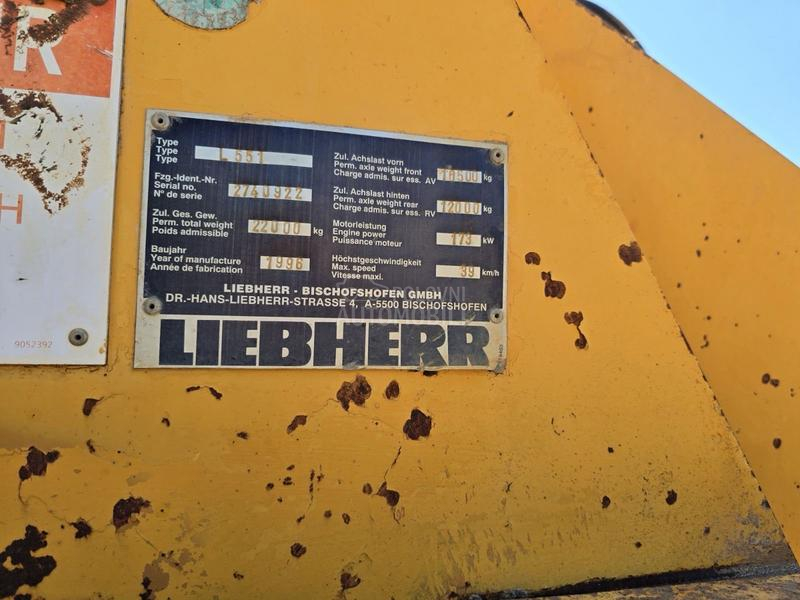 R
H
9052392
Type
Type
Type
L 551
Fzg.-Ident.-Nr.
Serial no.
N° de serie
2740922
Zul. Ges. Gew.
Perm. total weight
Poids admissible
22000 kg
Baujahr
Year of manufacture
Année de fabrication
1996
Zul. Achslast vorn
Perm. axle weight front
Charge admis. sur ess. AV
16500 kg
Zul. Achslast hinten
Perm. axle weight rear
Charge admis. sur ess. RV
12000 kg
Motorleistung
Engine power
Puissance moteur
173 kW
Höchstgeschwindigkeit
Max. speed
Vitesse maxi.
39 km/h
LIEBHERR - BISCHOFSHOFEN GMBH
DR.-HANS-LIEBHERR-STRASSE 4, A-5500 BISCHOFSHOFEN
POLOVNI
AUTOMOBILI
LIEBHERR